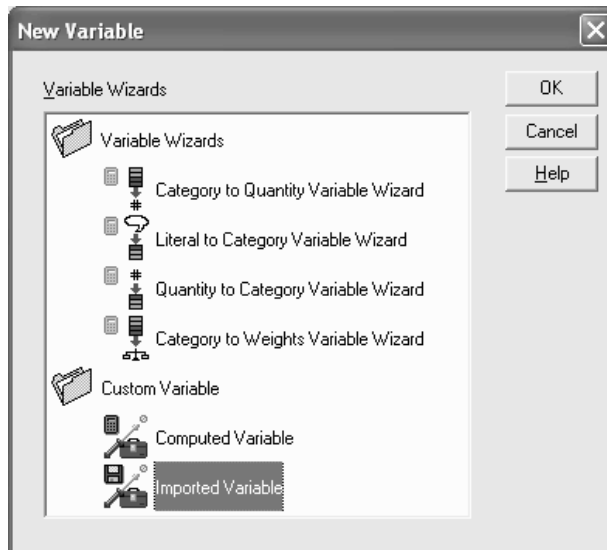 New Variable
Variable Wizards
OK
Cancel
Help
Variable Wizards
Category to Quantity Variable Wizard
Literal to Category Variable Wizard
Quantity to Category Variable Wizard
Category to Weights Variable Wizard
Custom Variable
Computed Variable
Imported Variable